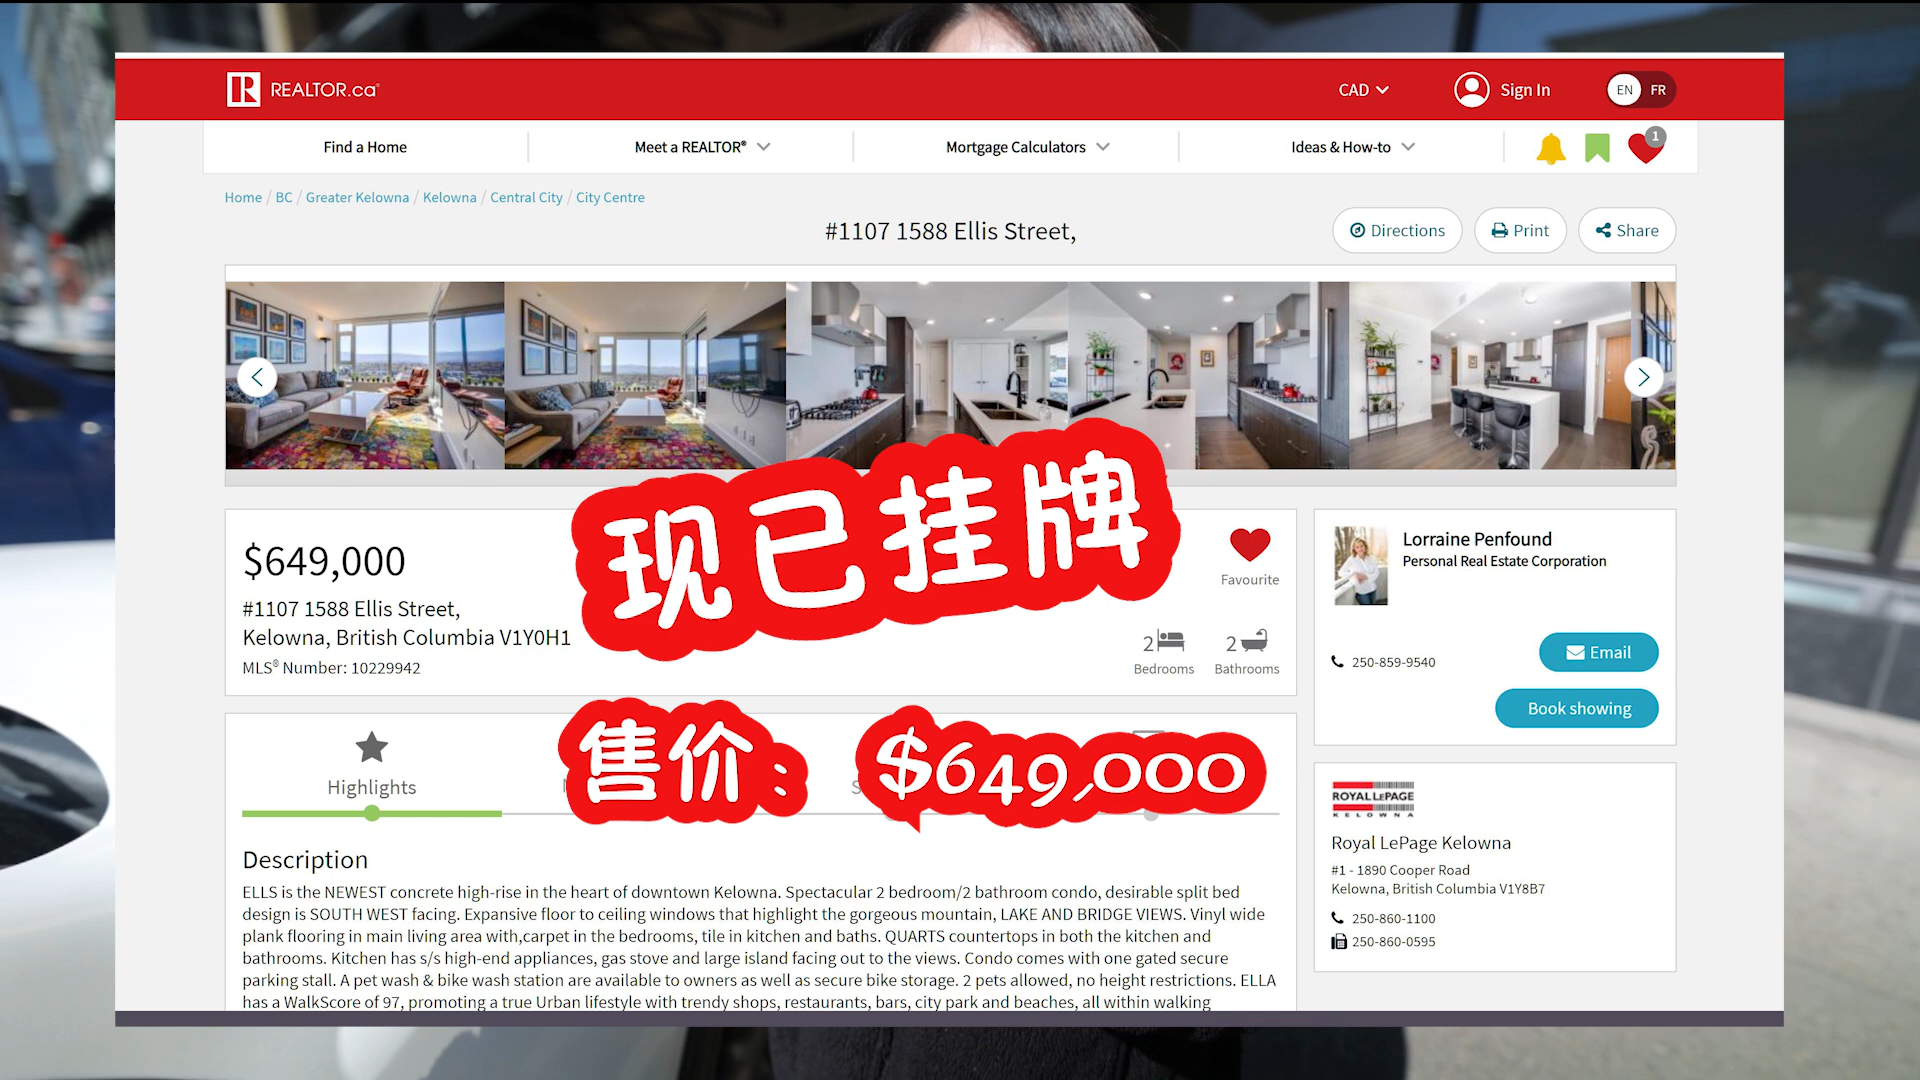 REALTOR.ca®
CAD
Sign In
EN FR
Find a Home
Meet a REALTOR®
Mortgage Calculators
Ideas & How-to
1
Home / BC / Greater Kelowna / Kelowna / Central City / City Centre
#1107 1588 Ellis Street,
Directions
Print
Share
现已挂牌
$649,000
#1107 1588 Ellis Street,
Kelowna, British Columbia V1Y0H1
MLS® Number: 10229942
Favourite
2 Bedrooms
2 Bathrooms
Lorraine Penfound
Personal Real Estate Corporation
250-859-9540
Email
Book showing
售价: $649,000
Highlights
Description
ELLS is the NEWEST concrete high-rise in the heart of downtown Kelowna. Spectacular 2 bedroom/2 bathroom condo, desirable split bed
design is SOUTH WEST facing. Expansive floor to ceiling windows that highlight the gorgeous mountain, LAKE AND BRIDGE VIEWS. Vinyl wide
plank flooring in main living area with,carpet in the bedrooms, tile in kitchen and baths. QUARTS countertops in both the kitchen and
bathrooms. Kitchen has s/s high-end appliances, gas stove and large island facing out to the views. Condo comes with one gated secure
parking stall. A pet wash & bike wash station are available to owners as well as secure bike storage. 2 pets allowed, no height restrictions. ELLA
has a WalkScore of 97, promoting a true Urban lifestyle with trendy shops, restaurants, bars, city park and beaches, all within walking
ROYAL LEPAGE
KELOWNA
Royal LePage Kelowna
#1 - 1890 Cooper Road
Kelowna, British Columbia V1Y8B7
250-860-1100
250-860-0595